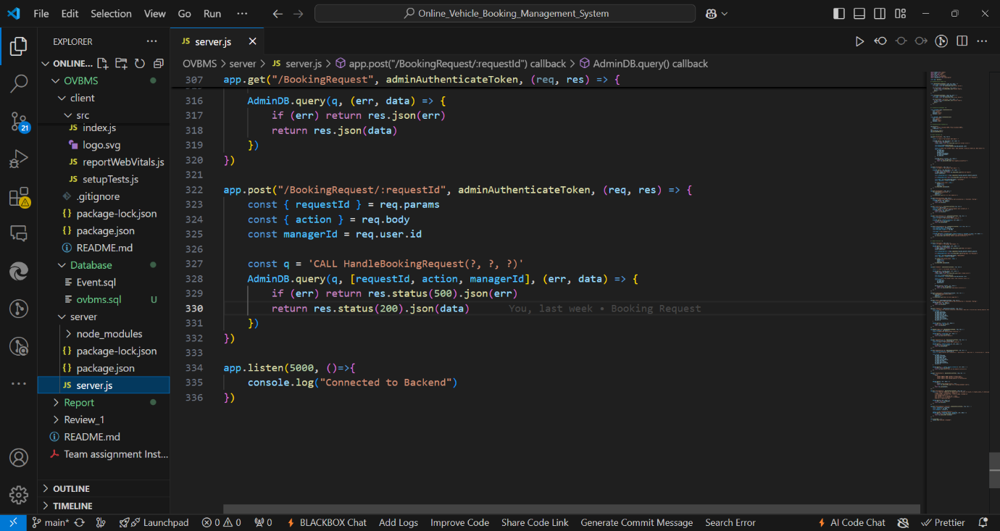 File Edit Selection View Go Run ··· Online_Vehicle_Booking_Management_System
EXPLORER ···
ONLINE...
OVBMS
client
src
JS index.js
logo.svg
JS reportWebVitals.js
JS setupTests.js
.gitignore
{} package-lock.json
{} package.json
README.md
Database
Event.sql
ovbms.sql U
server
node_modules
{} package-lock.json
{} package.json
JS server.js
Report
Review_1
README.md
Team assignment Inst...
OUTLINE
TIMELINE
21
JS server.js
OVBMS > server > JS server.js > app.post("/BookingRequest/:requestId") callback > AdminDB.query() callback
307 app.get("/BookingRequest", adminAuthenticateToken, (req, res) => {
316 AdminDB.query(q, (err, data) => {
317 if (err) return res.json(err)
318 return res.json(data)
319 })
320 })
321
322 app.post("/BookingRequest/:requestId", adminAuthenticateToken, (req, res) => {
323 const { requestId } = req.params
324 const { action } = req.body
325 const managerId = req.user.id
326
327 const q = 'CALL HandleBookingRequest(?, ?, ?)'
328 AdminDB.query(q, [requestId, action, managerId], (err, data) => {
329 if (err) return res.status(500).json(err)
330 return res.status(200).json(data) You, last week • Booking Request
331 })
332 })
333
334 app.listen(5000, ()=>{
335 console.log("Connected to Backend")
336 })
main* Launchpad 0 0 0 BLACKBOX Chat Add Logs Improve Code Share Code Link Generate Commit Message Search Error AI Code Chat Prettier